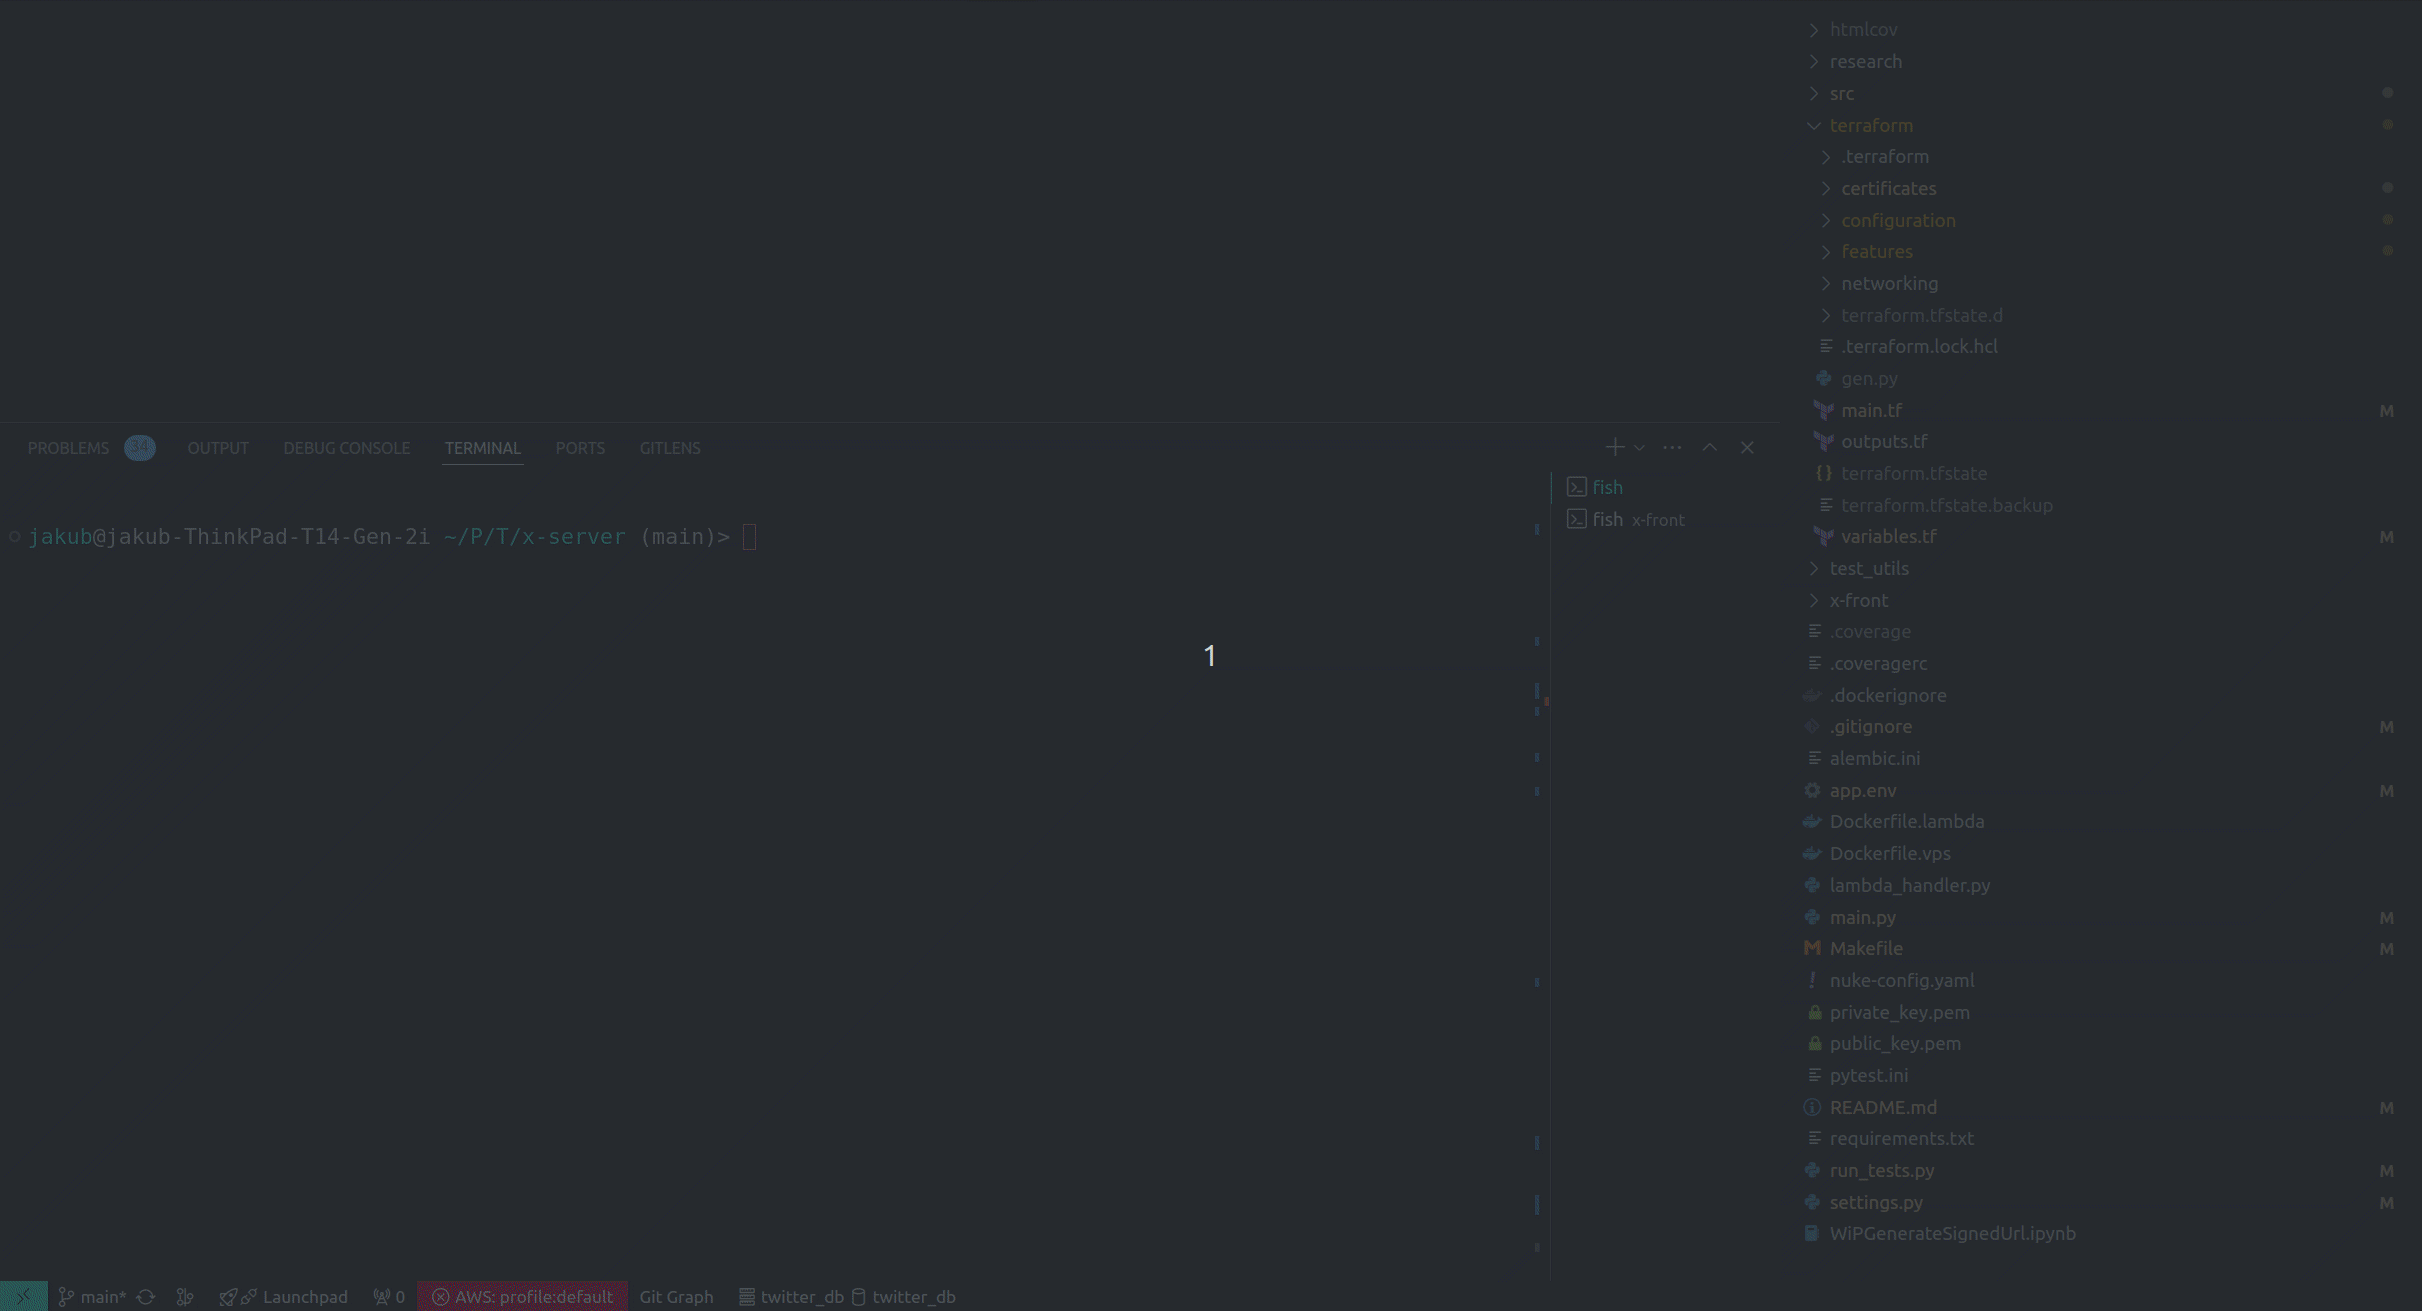 PROBLEMS 34 OUTPUT DEBUG CONSOLE TERMINAL PORTS GITLENS
jakub@jakub-ThinkPad-T14-Gen-2i ~/P/T/x-server (main)>
fish
fish x-front
1
htmlcov
research
src
terraform
.terraform
certificates
configuration
features
networking
terraform.tfstate.d
.terraform.lock.hcl
gen.py
main.tf M
outputs.tf
terraform.tfstate
terraform.tfstate.backup
variables.tf M
test_utils
x-front
.coverage
.coveragerc
.dockerignore
.gitignore M
alembic.ini
app.env M
Dockerfile.lambda
Dockerfile.vps
lambda_handler.py
main.py M
Makefile M
nuke-config.yaml
private_key.pem
public_key.pem
pytest.ini
README.md M
requirements.txt
run_tests.py M
settings.py M
WiPGenerateSignedUrl.ipynb
main* Launchpad 0 AWS: profile:default Git Graph twitter_db twitter_db